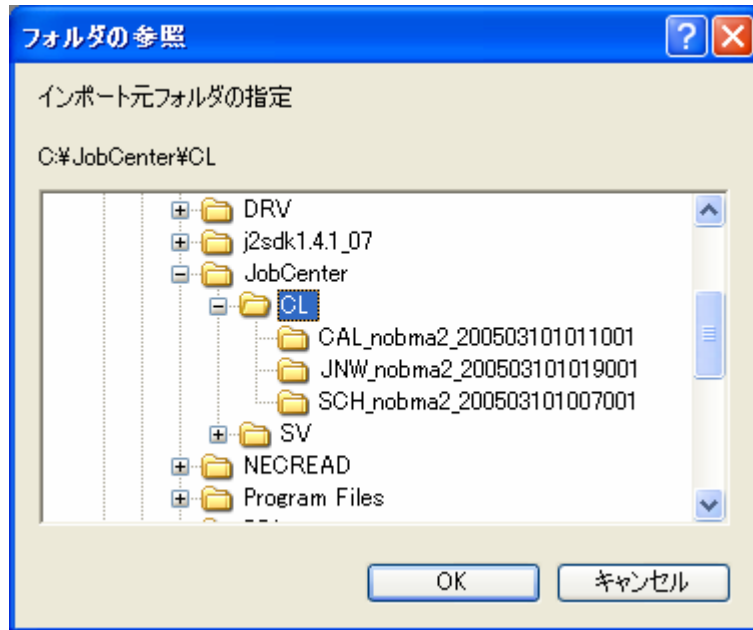 フォルダの参照
インポート元フォルダの指定
C:¥JobCenter¥CL
DRV
j2sdk1.4.1_07
JobCenter
CL
CAL_nobma2_200503101011001
JNW_nobma2_200503101019001
SCH_nobma2_200503101007001
SV
NECREAD
Program Files
OK
キャンセル